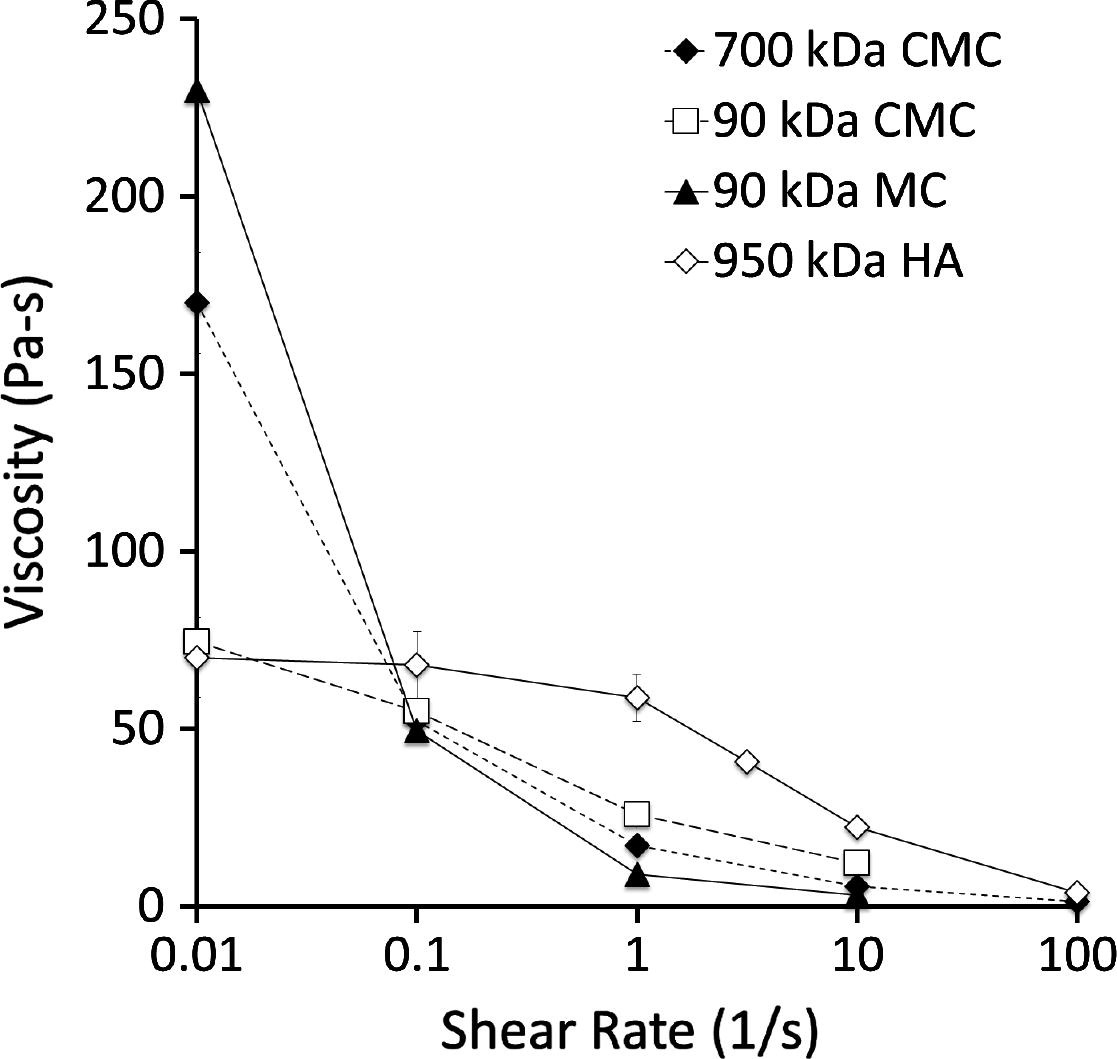 250
200
150
100
50
0
Viscosity (Pa-s)
700 kDa CMC
90 kDa CMC
90 kDa MC
950 kDa HA
0.01 0.1 1 10 100
Shear Rate (1/s)